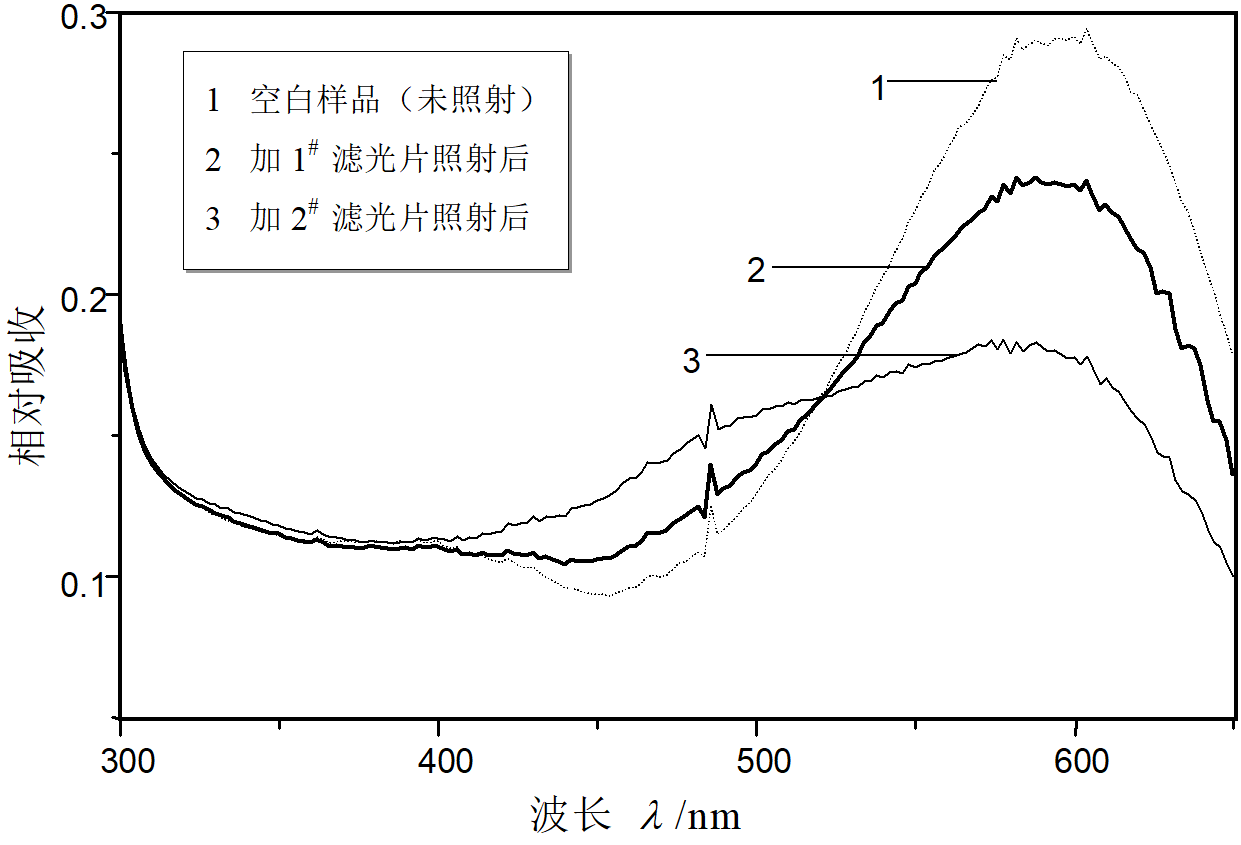 0.3
1 空白样品（未照射）
2 加1# 滤光片照射后
3 加2# 滤光片照射后
1
2
3
0.2
0.1
相对吸收
300 400 500 600
波长 λ/nm